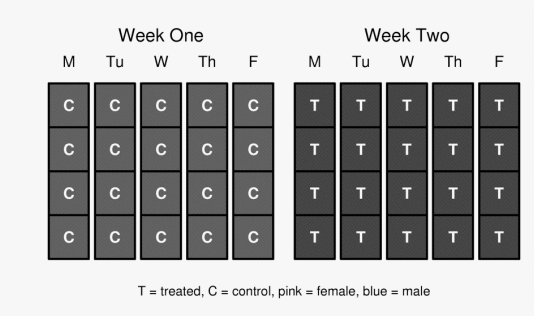 Week One Week Two
M Tu W Th F M Tu W Th F
C C C C C T T T T T
C C C C C T T T T T
C C C C C T T T T T
C C C C C T T T T T
T = treated, C = control, pink = female, blue = male